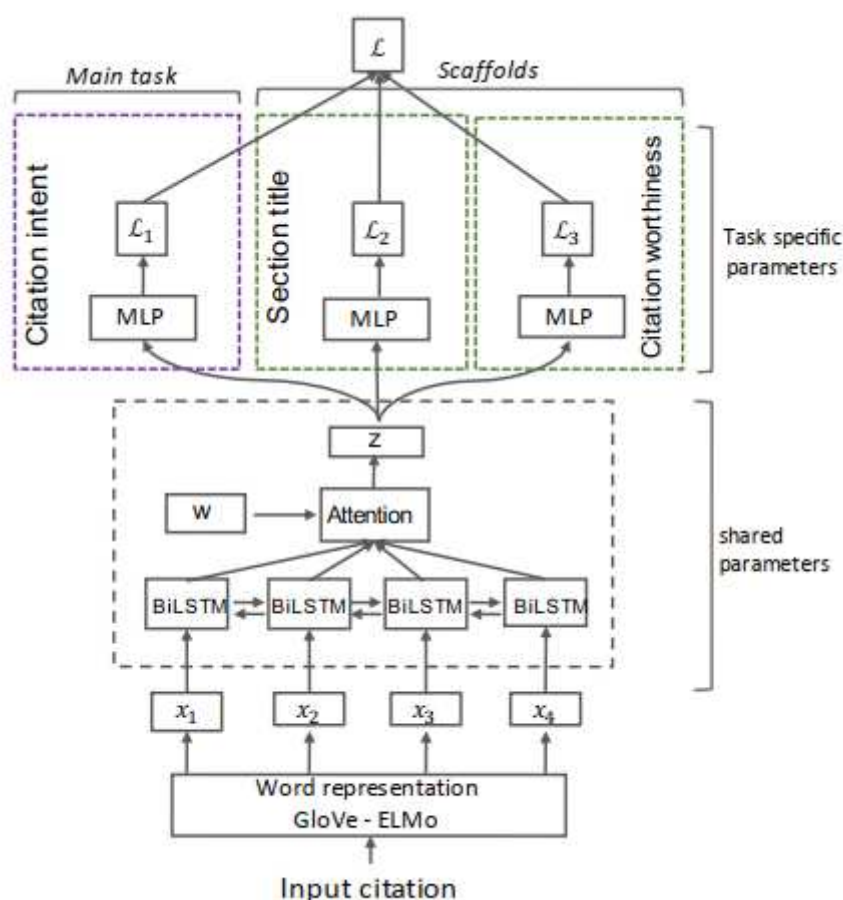 ℒ
Main task
Scaffolds
Citation intent
Section title
Citation worthiness
ℒ₁
ℒ₂
ℒ₃
MLP
MLP
MLP
Task specific
parameters
z
w
Attention
shared
parameters
BiLSTM
BiLSTM
BiLSTM
BiLSTM
x₁
x₂
x₃
x₄
Word representation
GloVe - ELMo
Input citation